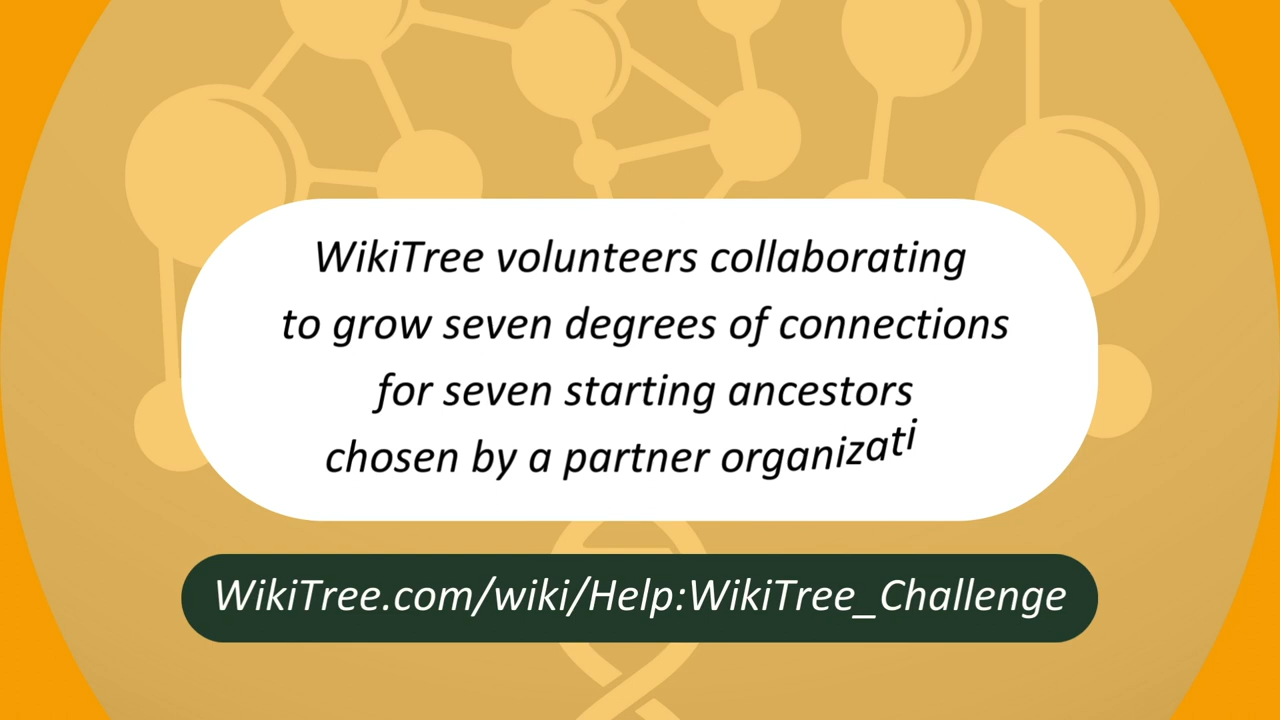 WikiTree volunteers collaborating
to grow seven degrees of connections
for seven starting ancestors
chosen by a partner organizati
WikiTree.com/wiki/Help:WikiTree_Challenge